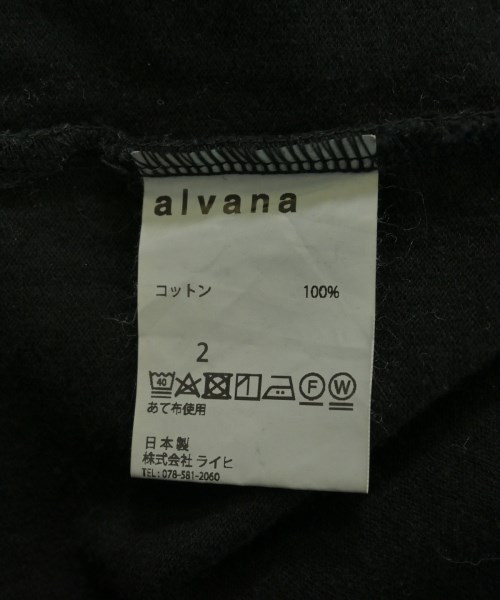 alvana
コットン 100%
2
40 F W
あて布使用
日本製
株式会社 ライヒ
TEL: 078-581-2060